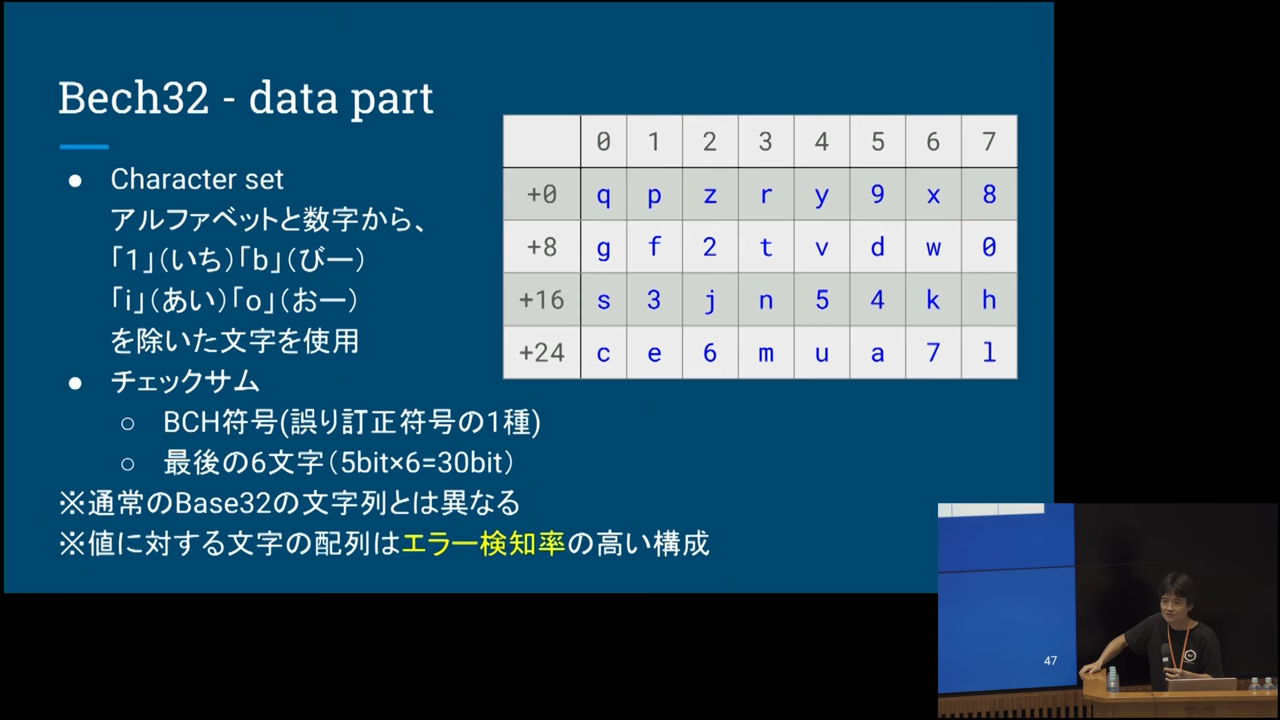 Bech32 - data part
● Character set
アルファベットと数字から、
「1」（いち）「b」（びー）
「i」（あい）「o」（おー）
を除いた文字を使用
● チェックサム
○ BCH符号(誤り訂正符号の1種)
○ 最後の6文字（5bit×6=30bit）
※通常のBase32の文字列とは異なる
※値に対する文字の配列はエラー検知率の高い構成
0 1 2 3 4 5 6 7
+0 q p z r y 9 x 8
+8 g f 2 t v d w 0
+16 s 3 j n 5 4 k h
+24 c e 6 m u a 7 l
47